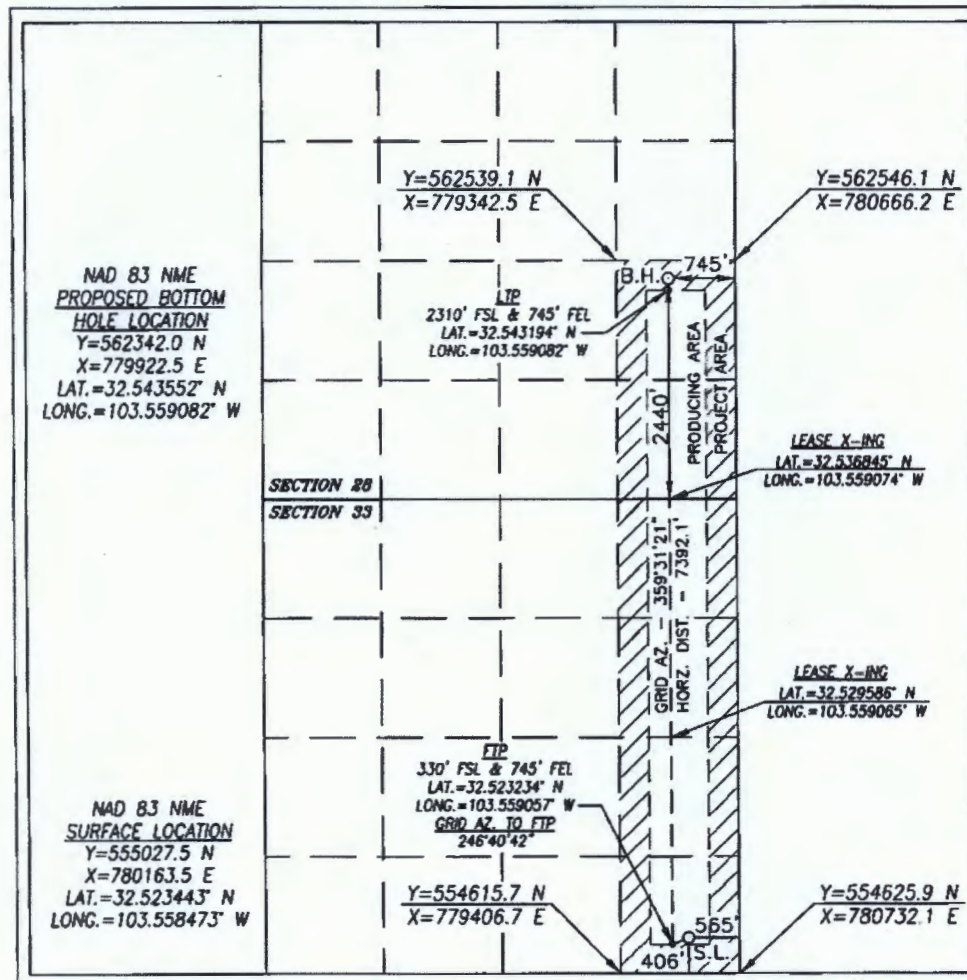 Y=562539.1 N
X=779342.5 E
Y=562546.1 N
X=780666.2 E
NAD 83 NME
PROPOSED BOTTOM
HOLE LOCATION
Y=562342.0 N
X=779922.5 E
LAT.=32.543552° N
LONG.=103.559082° W
B.H.
745'
LTP
2310' FSL & 745' FEL
LAT.=32.543194° N
LONG.=103.559082° W
2440'
PRODUCING AREA
PROJECT AREA
LEASE X-ING
LAT.=32.536845° N
LONG.=103.559074° W
SECTION 28
SECTION 33
GRID AZ. - 359°31'21"
HORZ. DIST. - 7392.1'
LEASE X-ING
LAT.=32.529586° N
LONG.=103.559065° W
FTP
330' FSL & 745' FEL
LAT.=32.523234° N
LONG.=103.559057° W
GRID AZ. TO FTP
246°40'42"
NAD 83 NME
SURFACE LOCATION
Y=555027.5 N
X=780163.5 E
LAT.=32.523443° N
LONG.=103.558473° W
Y=554615.7 N
X=779406.7 E
Y=554625.9 N
X=780732.1 E
565'
S.L.
406'